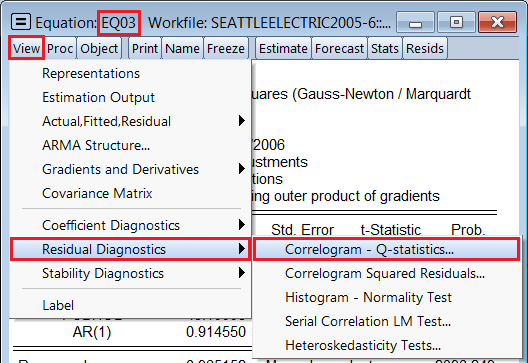 Equation: EQ03 Workfile: SEATTLEELECTRIC2005-6::...
View Proc Object Print Name Freeze Estimate Forecast Stats Resids
Representations
Estimation Output
uares (Gauss-Newton / Marquardt
Actual,Fitted,Residual
ARMA Structure...
/2006
Gradients and Derivatives
ustments
tions
Covariance Matrix
ing outer product of gradients
Coefficient Diagnostics
Std. Error t-Statistic Prob.
Residual Diagnostics
Correlogram - Q-statistics...
Stability Diagnostics
Correlogram Squared Residuals...
Label
Histogram - Normality Test
AR(1) 0.914550
Serial Correlation LM Test...
Heteroskedasticity Tests...